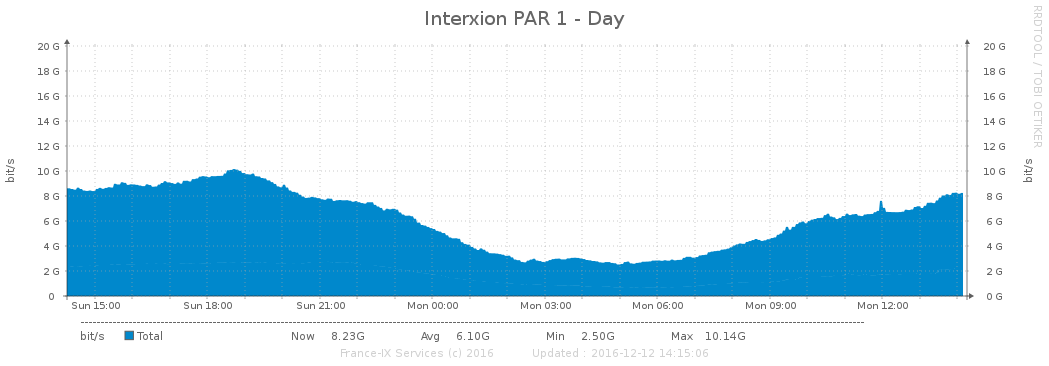 Interxion PAR 1 - Day
RRDTOOL / TOBI OETIKER
20 G 20 G
18 G 18 G
16 G 16 G
14 G 14 G
12 G 12 G
10 G 10 G
8 G 8 G
6 G 6 G
4 G 4 G
2 G 2 G
0 0 G
bit/s bit/s
Sun 15:00 Sun 18:00 Sun 21:00 Mon 00:00 Mon 03:00 Mon 06:00 Mon 09:00 Mon 12:00
bit/s Total Now 8.23G Avg 6.10G Min 2.50G Max 10.14G
France-IX Services (c) 2016 Updated : 2016-12-12 14:15:06